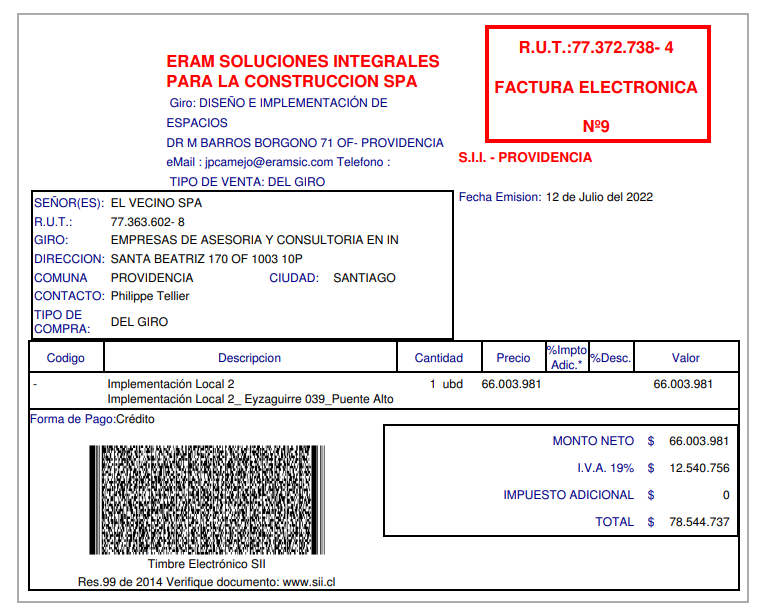 ERAM SOLUCIONES INTEGRALES
PARA LA CONSTRUCCION SPA
Giro: DISEÑO E IMPLEMENTACIÓN DE
ESPACIOS
DR M BARROS BORGONO 71 OF- PROVIDENCIA
eMail : jpcamejo@eramsic.com Telefono :
TIPO DE VENTA: DEL GIRO
R.U.T.:77.372.738- 4
FACTURA ELECTRONICA
Nº9
S.I.I. - PROVIDENCIA
Fecha Emision: 12 de Julio del 2022
SEÑOR(ES): EL VECINO SPA
R.U.T.: 77.363.602- 8
GIRO: EMPRESAS DE ASESORIA Y CONSULTORIA EN IN
DIRECCION: SANTA BEATRIZ 170 OF 1003 10P
COMUNA PROVIDENCIA CIUDAD: SANTIAGO
CONTACTO: Philippe Tellier
TIPO DE
COMPRA: DEL GIRO
Codigo Descripcion Cantidad Precio %Impto Adic.* %Desc. Valor
- Implementación Local 2 1 ubd 66.003.981 66.003.981
Implementación Local 2_ Eyzaguirre 039_Puente Alto
Forma de Pago:Crédito
MONTO NETO $ 66.003.981
I.V.A. 19% $ 12.540.756
IMPUESTO ADICIONAL $ 0
TOTAL $ 78.544.737
Timbre Electrónico SII
Res.99 de 2014 Verifique documento: www.sii.cl